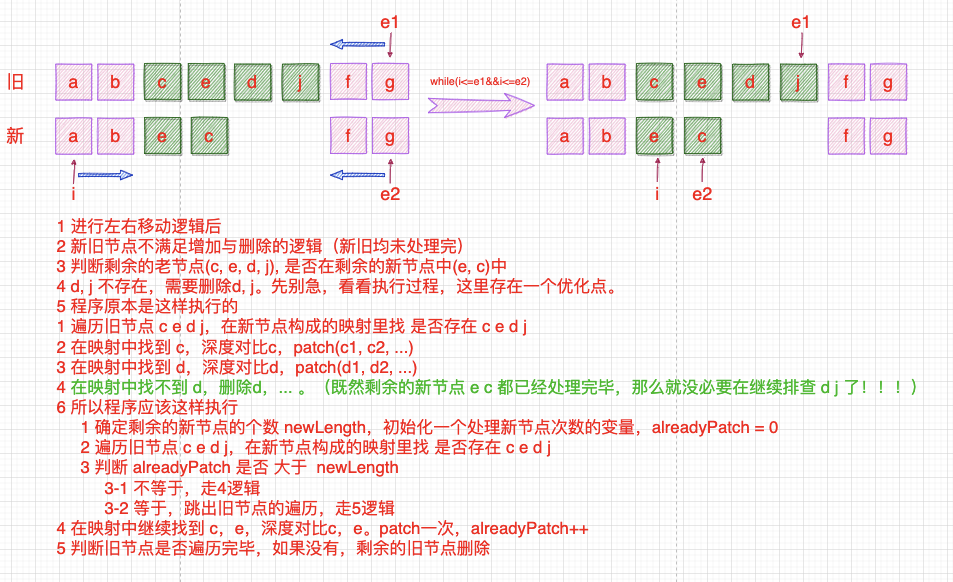 e1
e1
旧 a b c e d j f g while(i<=e1&&i<=e2) a b c e d j f g
新 a b e c f g a b e c f g
i e2 i e2
1 进行左右移动逻辑后
2 新旧节点不满足增加与删除的逻辑（新旧均未处理完）
3 判断剩余的老节点(c, e, d, j), 是否在剩余的新节点中(e, c)中
4 d, j 不存在，需要删除d, j。先别急，看看执行过程，这里存在一个优化点。
5 程序原本是这样执行的
1 遍历旧节点 c e d j，在新节点构成的映射里找 是否存在 c e d j
2 在映射中找到 c，深度对比c，patch(c1, c2, ...)
3 在映射中找到 d，深度对比d，patch(d1, d2, ...)
4 在映射中找不到 d，删除d，... 。（既然剩余的新节点 e c 都已经处理完毕，那么就没必要在继续排查 d j 了！！！）
6 所以程序应该这样执行
1 确定剩余的新节点的个数 newLength，初始化一个处理新节点次数的变量，alreadyPatch = 0
2 遍历旧节点 c e d j，在新节点构成的映射里找 是否存在 c e d j
3 判断 alreadyPatch 是否 大于 newLength
3-1 不等于，走4逻辑
3-2 等于，跳出旧节点的遍历，走5逻辑
4 在映射中继续找到 c，e，深度对比c，e。patch一次，alreadyPatch++
5 判断旧节点是否遍历完毕，如果没有，剩余的旧节点删除